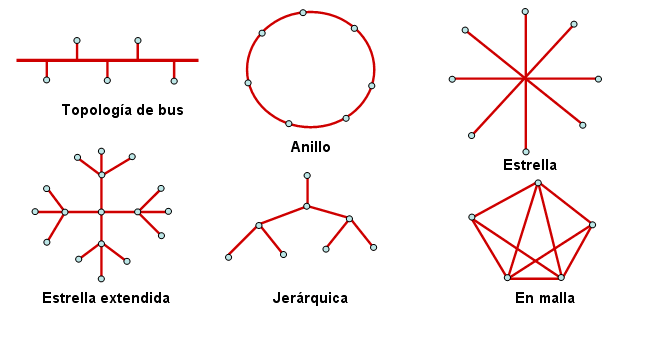 Topología de bus
Anillo
Estrella
Estrella extendida
Jerárquica
En malla